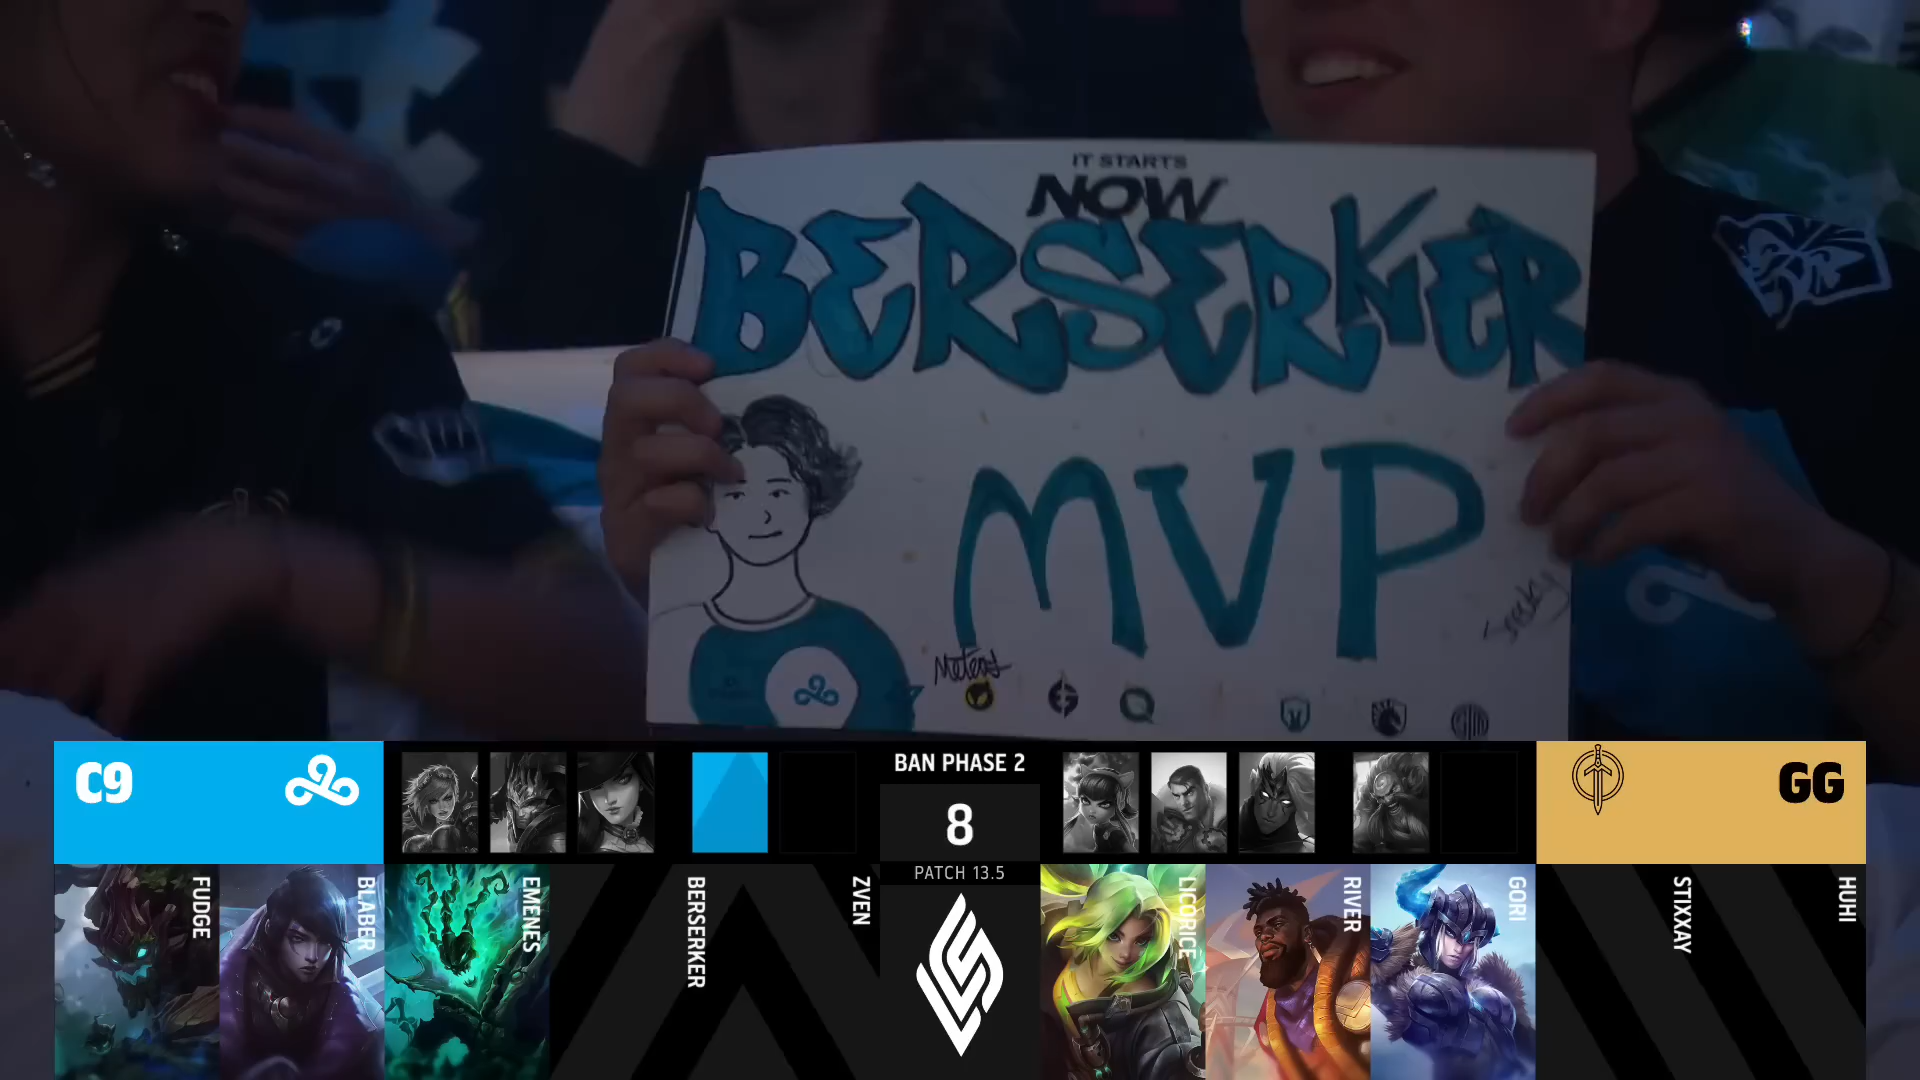 IT STARTS
NOW
BERSERKER
MVP
Meteos
C9
BAN PHASE 2
8
PATCH 13.5
GG
FUDGE
BLABER
EMENES
BERSERKER
ZVEN
LICORICE
RIVER
GORI
STIXXAY
HUHI